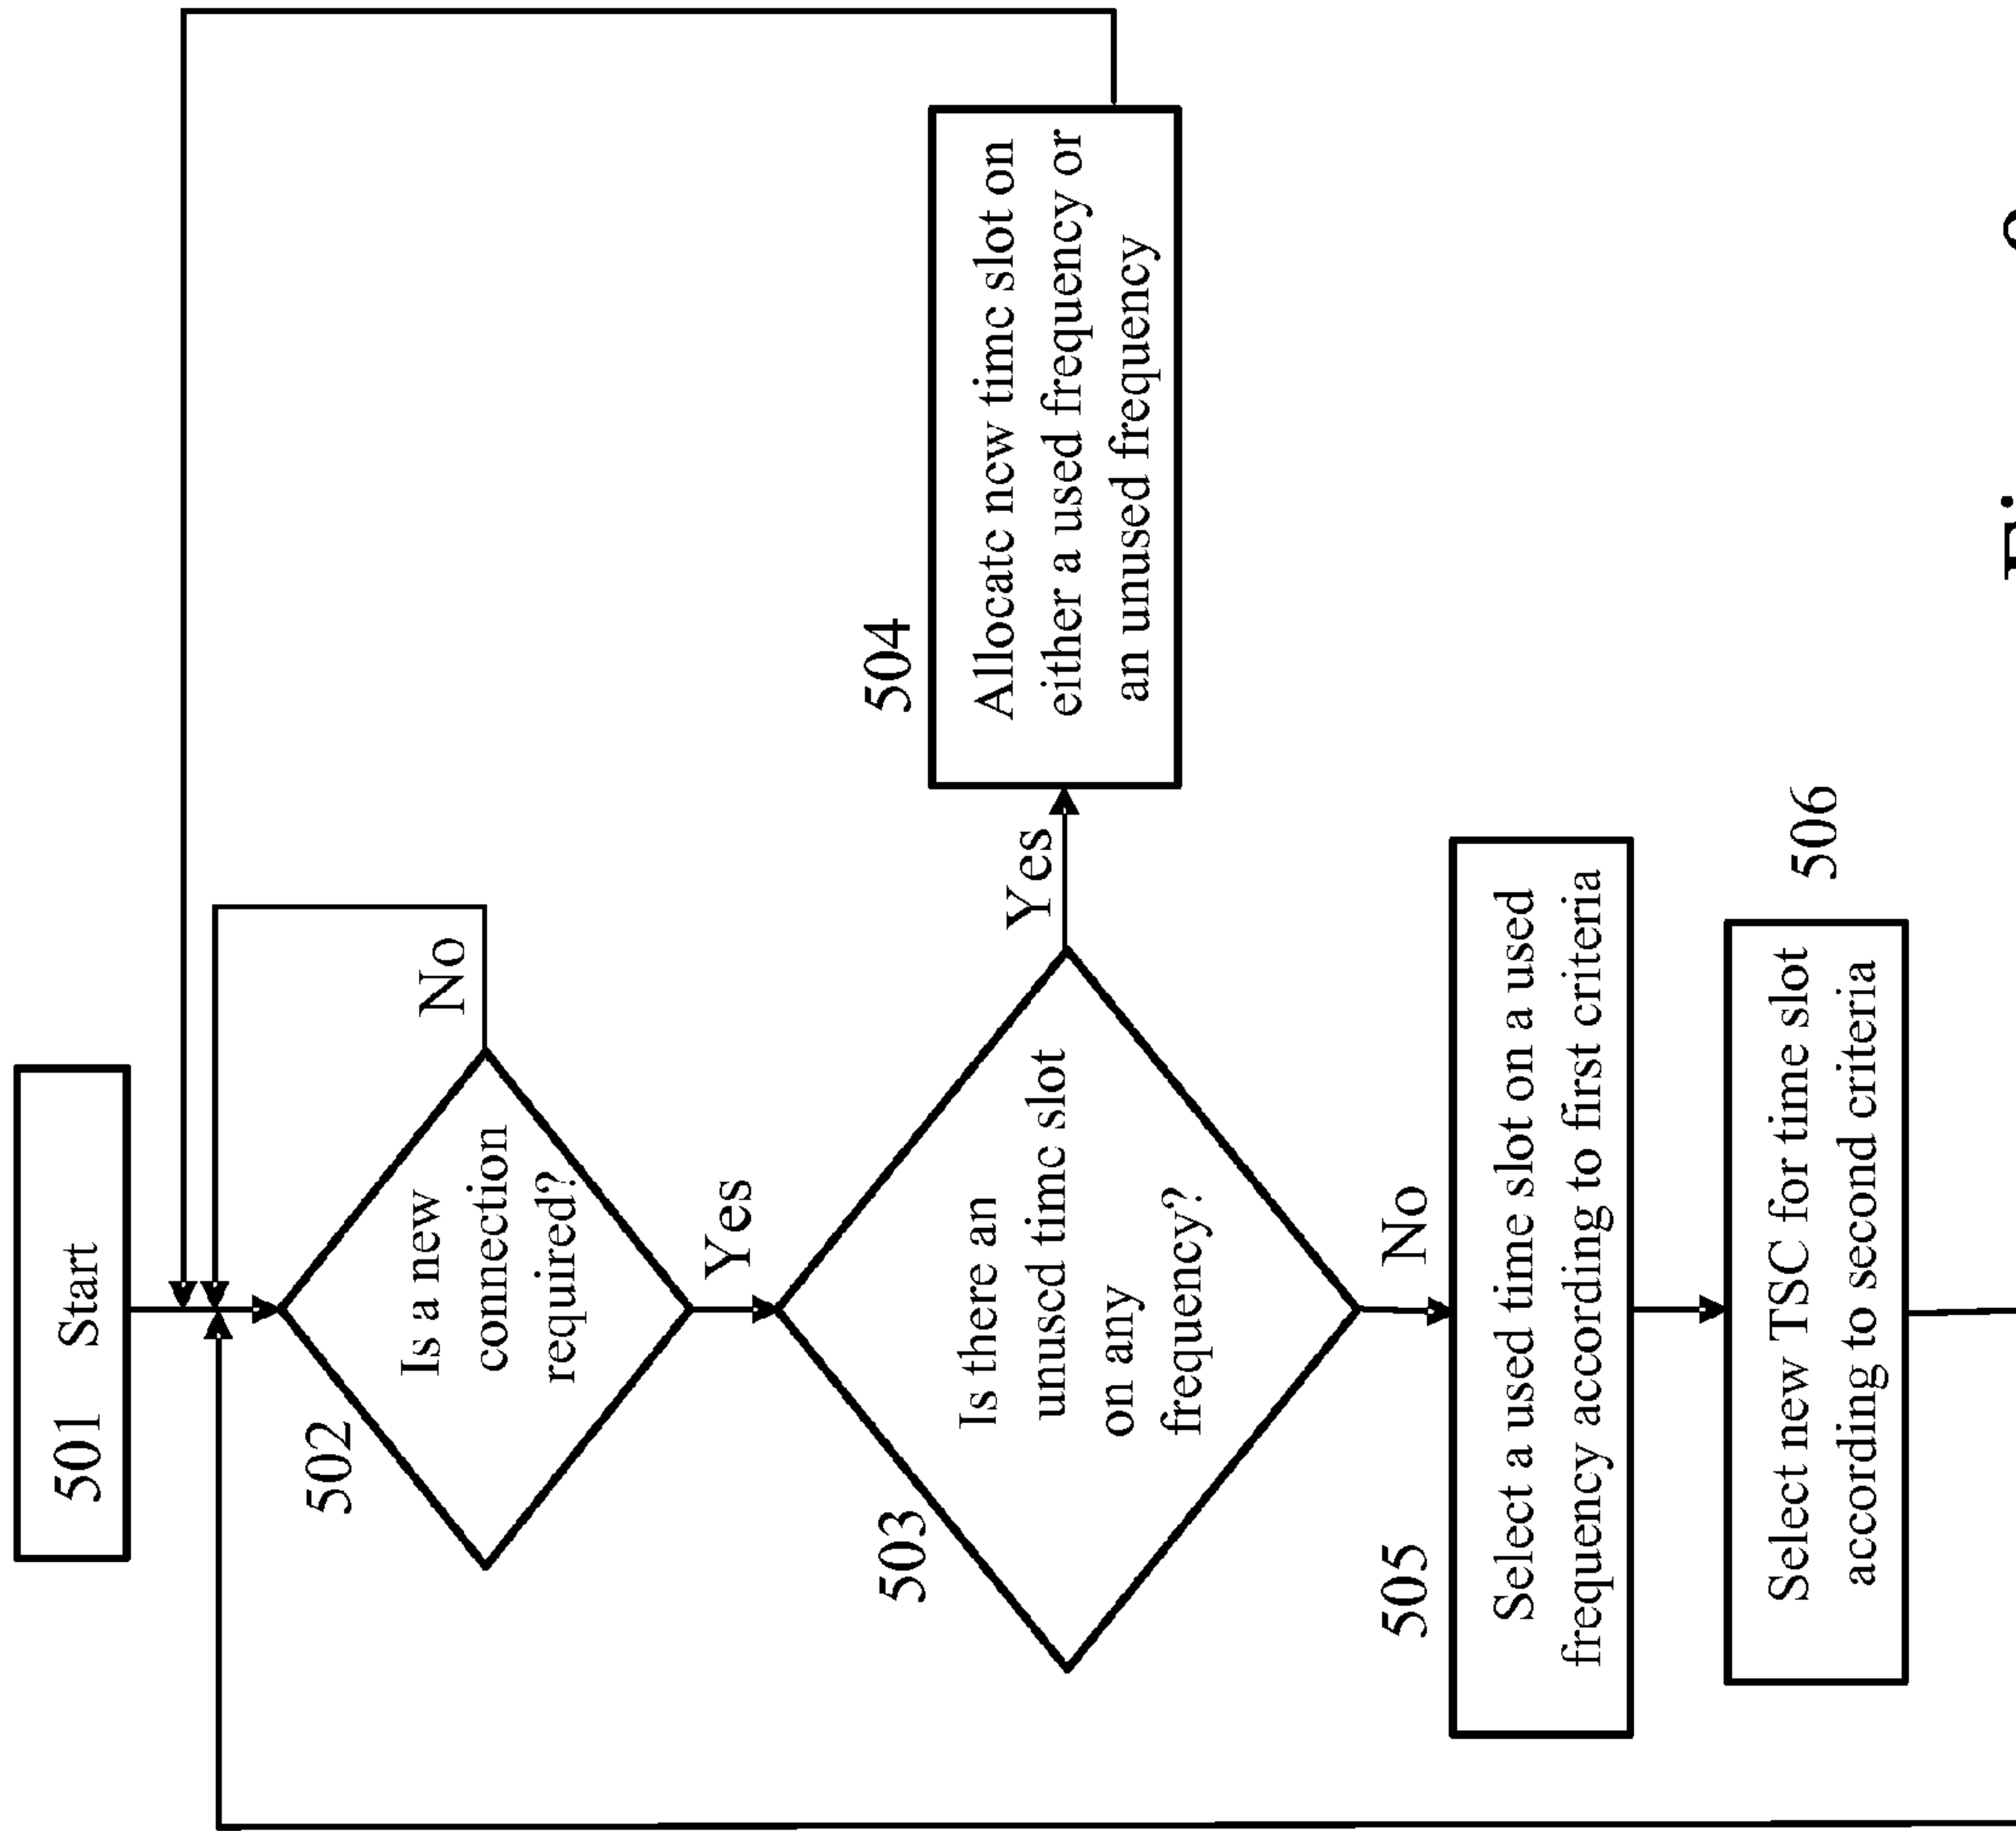 501 Start
502
Is a new
connection
required?
No
Yes
503
Is there an
unused time slot
on any
frequency?
Yes
504
Allocate new time slot on
either a used frequency or
an unused frequency
No
505
Select a used time slot on a used
frequency according to first criteria
506
Select new TSC for time slot
according to second criteria